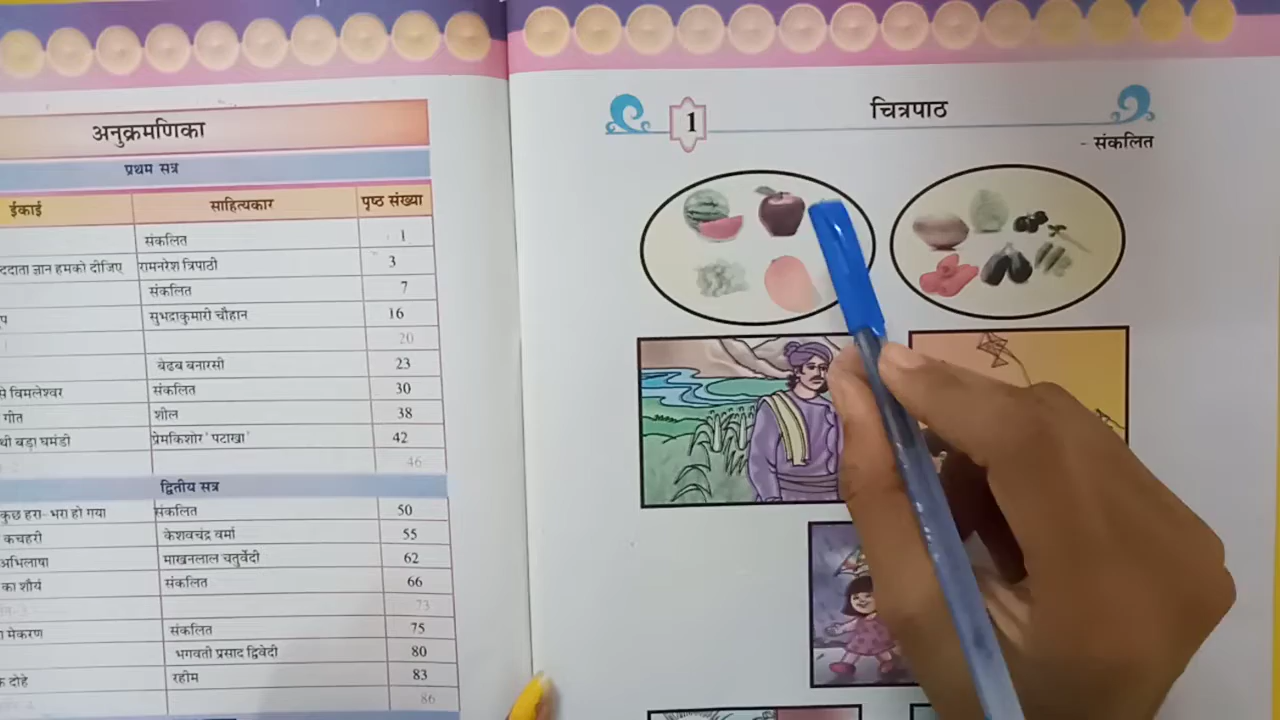 अनुक्रमणिका
प्रथम सत्र
ईकाई साहित्यकार पृष्ठ संख्या
संकलित 1
ददाता ज्ञान हमको दीजिए रामनरेश त्रिपाठी 3
संकलित 7
सुभद्राकुमारी चौहान 16
20
बेढब बनारसी 23
से विमलेश्वर संकलित 30
गीत शील 38
थी बड़ा घमंडी प्रेमकिशोर 'पटाखा' 42
46
द्वितीय सत्र
कुछ हरा-भरा हो गया संकलित 50
कचहरी केशवचंद्र वर्मा 55
अभिलाषा माखनलाल चतुर्वेदी 62
का शौर्य संकलित 66
73
मेकरण संकलित 75
भगवती प्रसाद द्विवेदी 80
के दोहे रहीम 83
86
1 चित्रपाठ
- संकलित